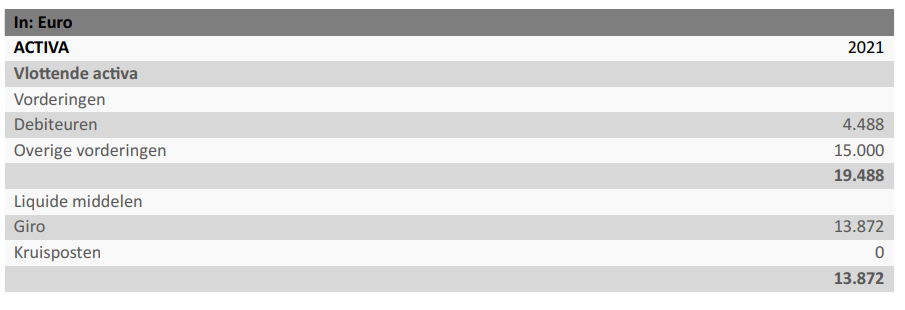 In: Euro
ACTIVA 2021
Vlottende activa
Vorderingen
Debiteuren 4.488
Overige vorderingen 15.000
19.488
Liquide middelen
Giro 13.872
Kruisposten 0
13.872